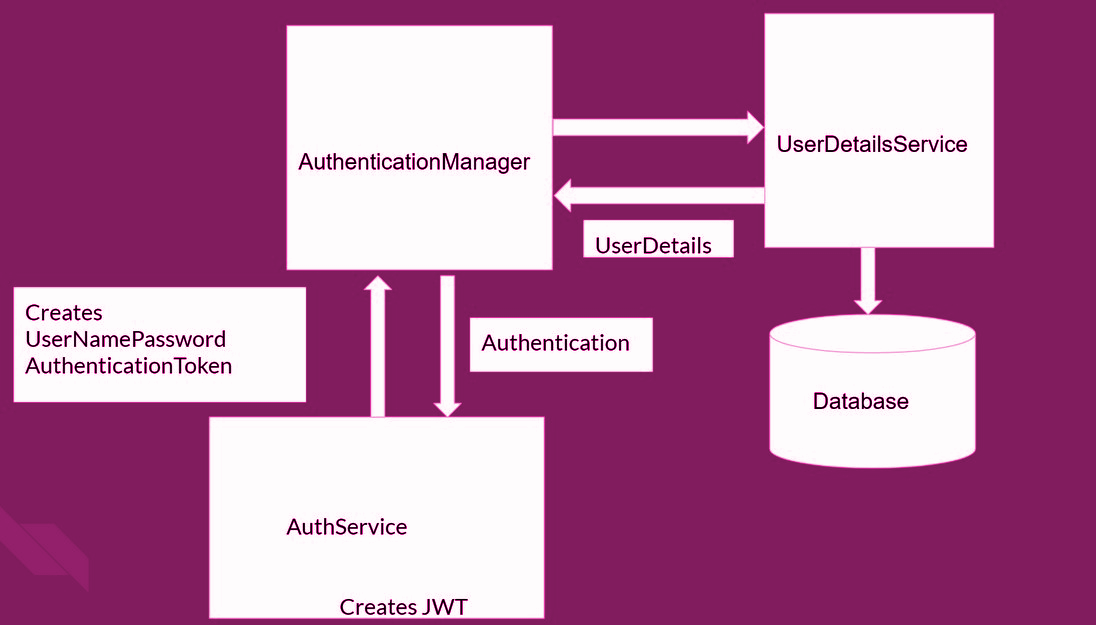 AuthenticationManager
UserDetailsService
UserDetails
Creates
UserNamePassword
AuthenticationToken
Authentication
Database
AuthService
Creates JWT